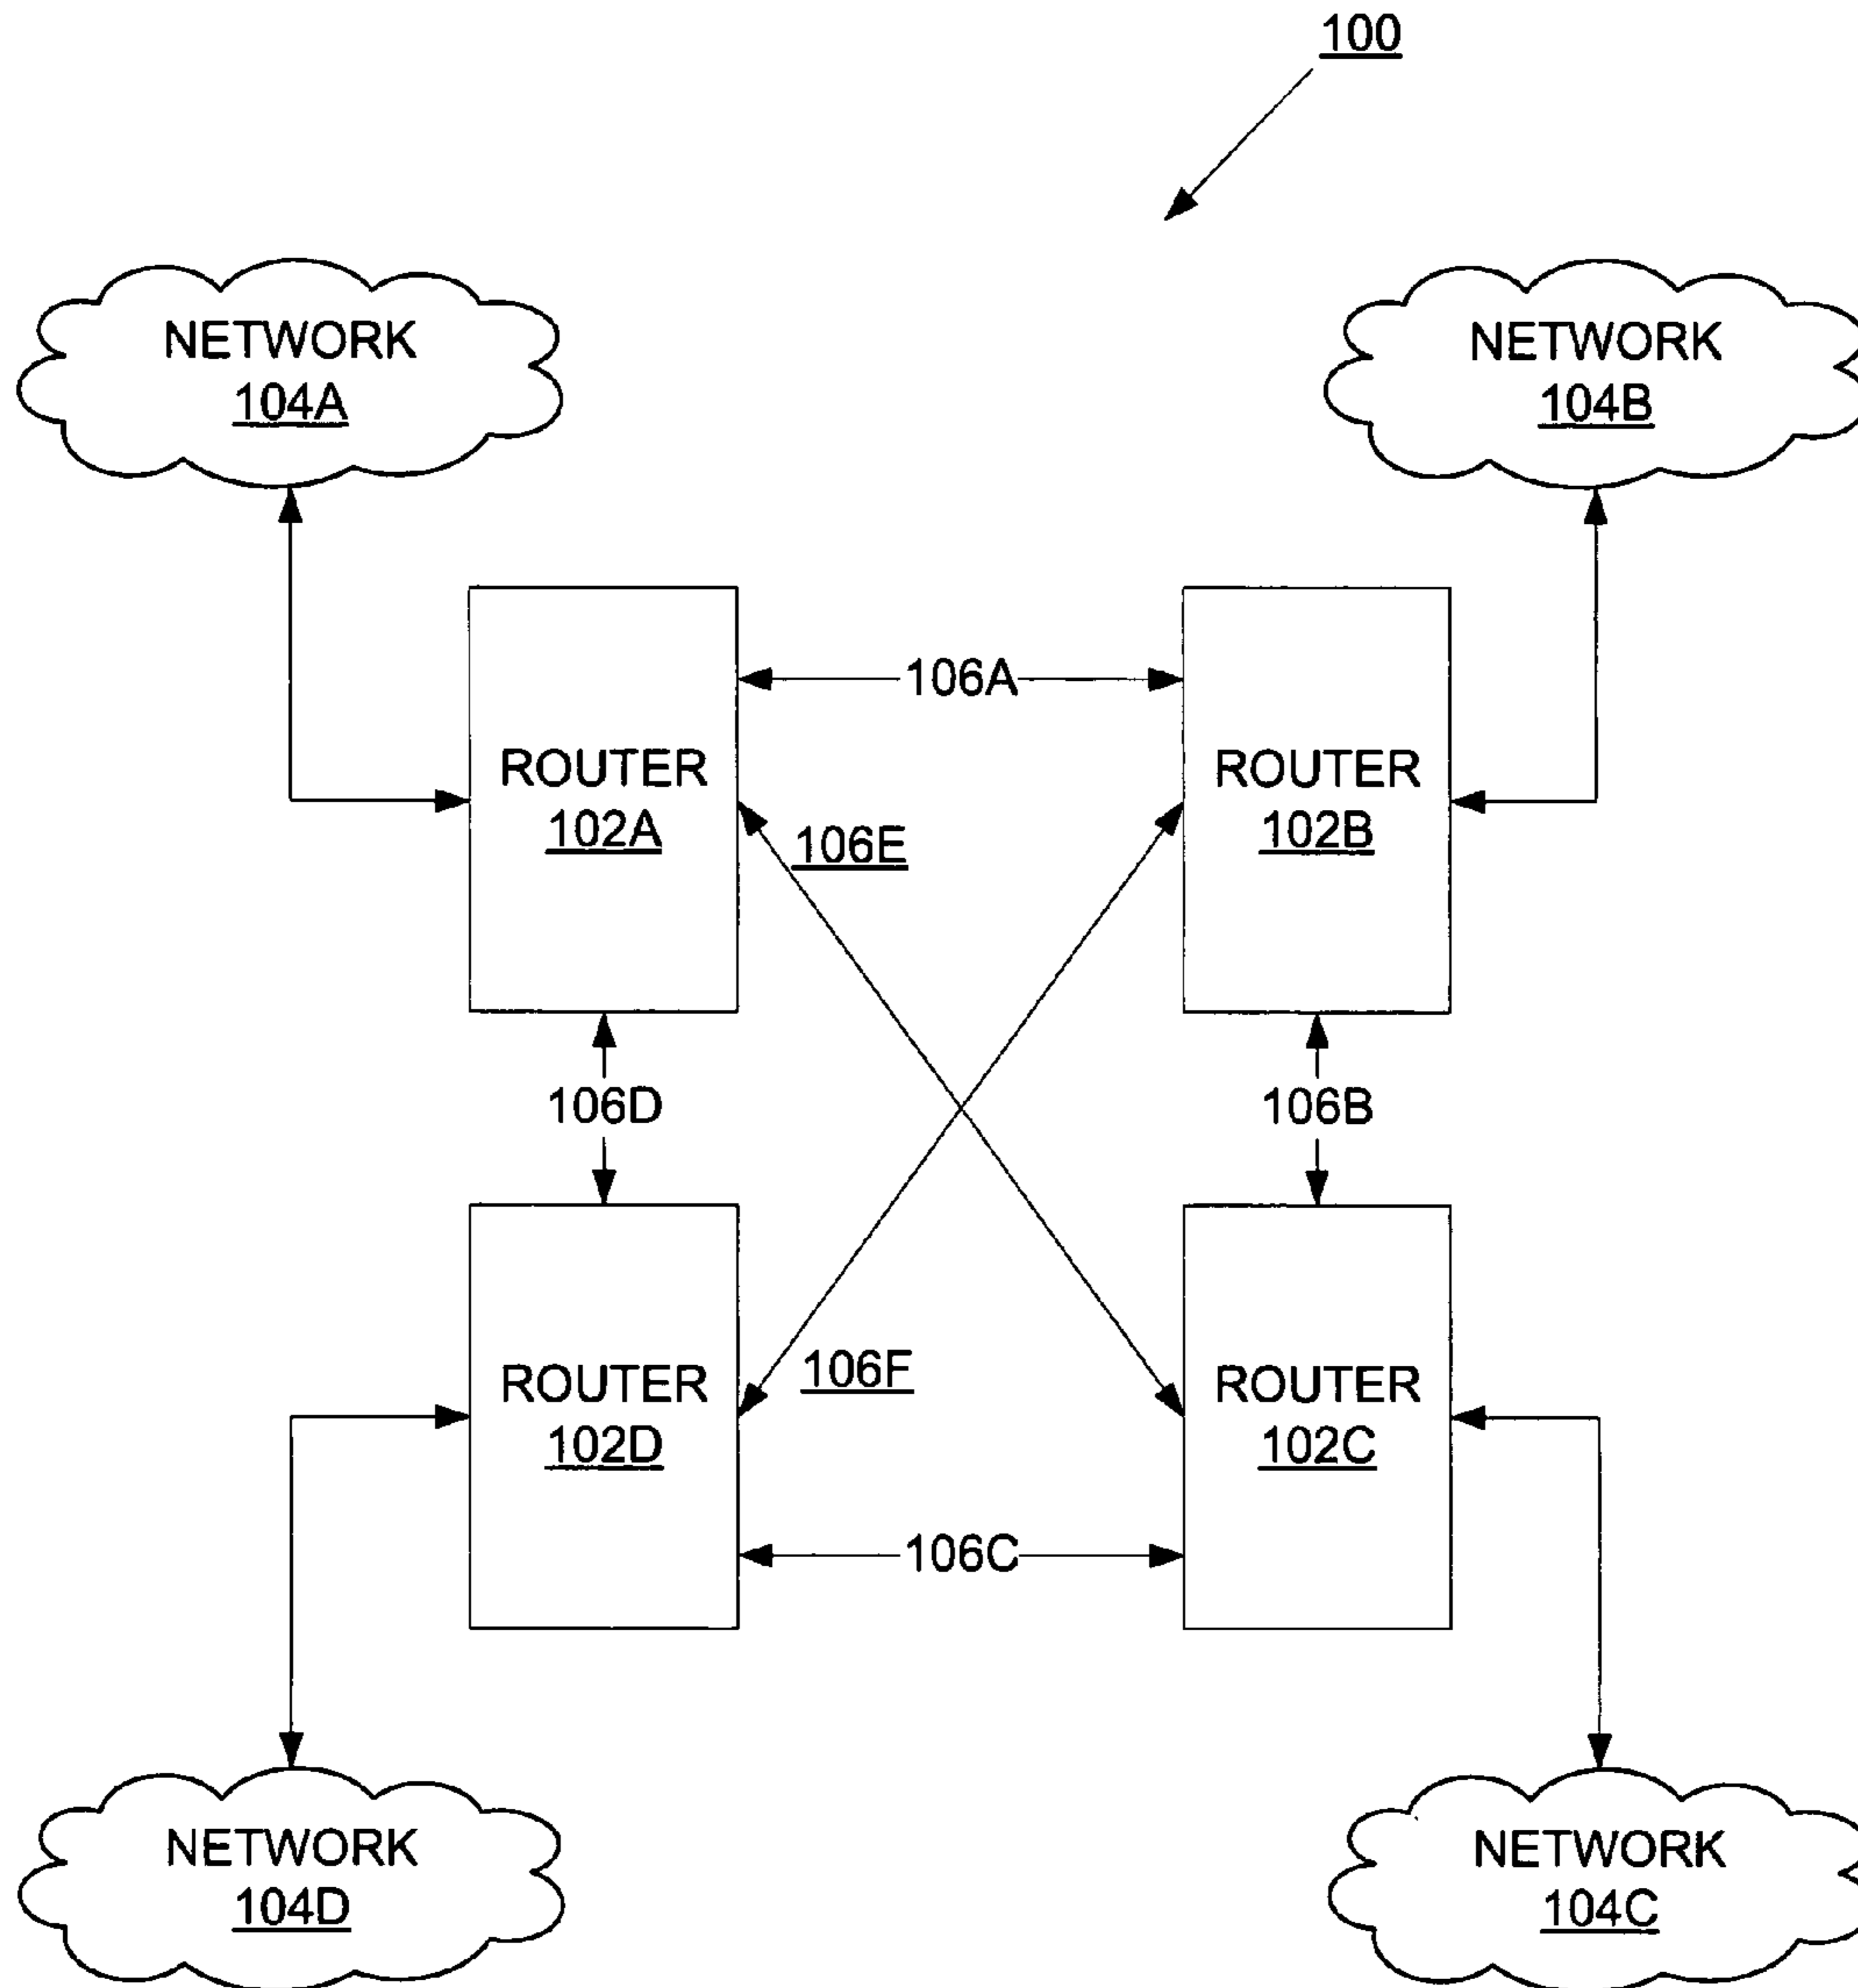 100
NETWORK
104A
NETWORK
104B
106A
ROUTER
102A
ROUTER
102B
106E
106D
106B
ROUTER
102D
106F
ROUTER
102C
106C
NETWORK
104D
NETWORK
104C